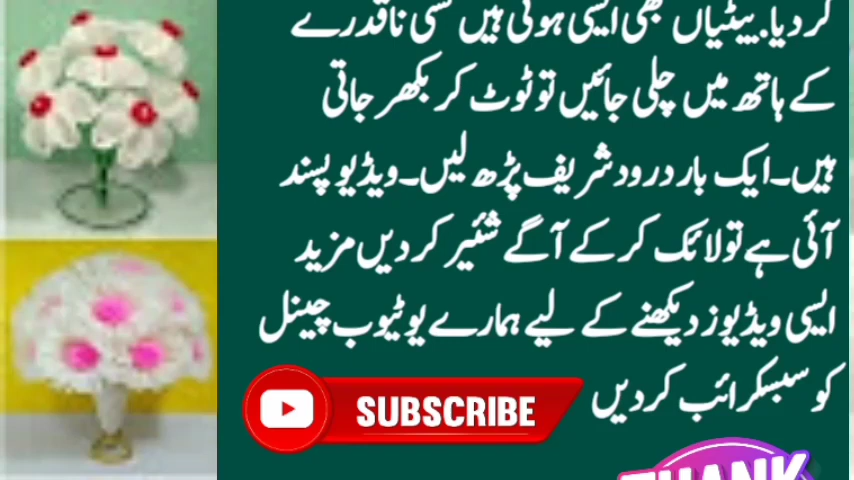 کر دیا. بیٹیاں بھی ایسی ہوتی ہیں کسی ناقدرے
کے ہاتھ میں چلی جائیں تو ٹوٹ کر بکھر جاتی
ہیں۔ایک بار درود شریف پڑھ لیں۔ویڈیو پسند
آئی ہے تو لائک کر کے آگے شئیر کر دیں مزید
ایسی ویڈیوز دیکھنے کے لیے ہمارے یوٹیوب چینل
کو سبسکرائب کر دیں
SUBSCRIBE
THANK